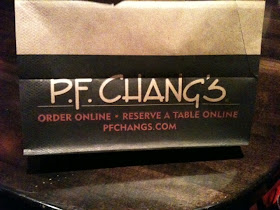 P.F. CHANG'S
ORDER ONLINE • RESERVE A TABLE ONLINE
PFCHANGS.COM